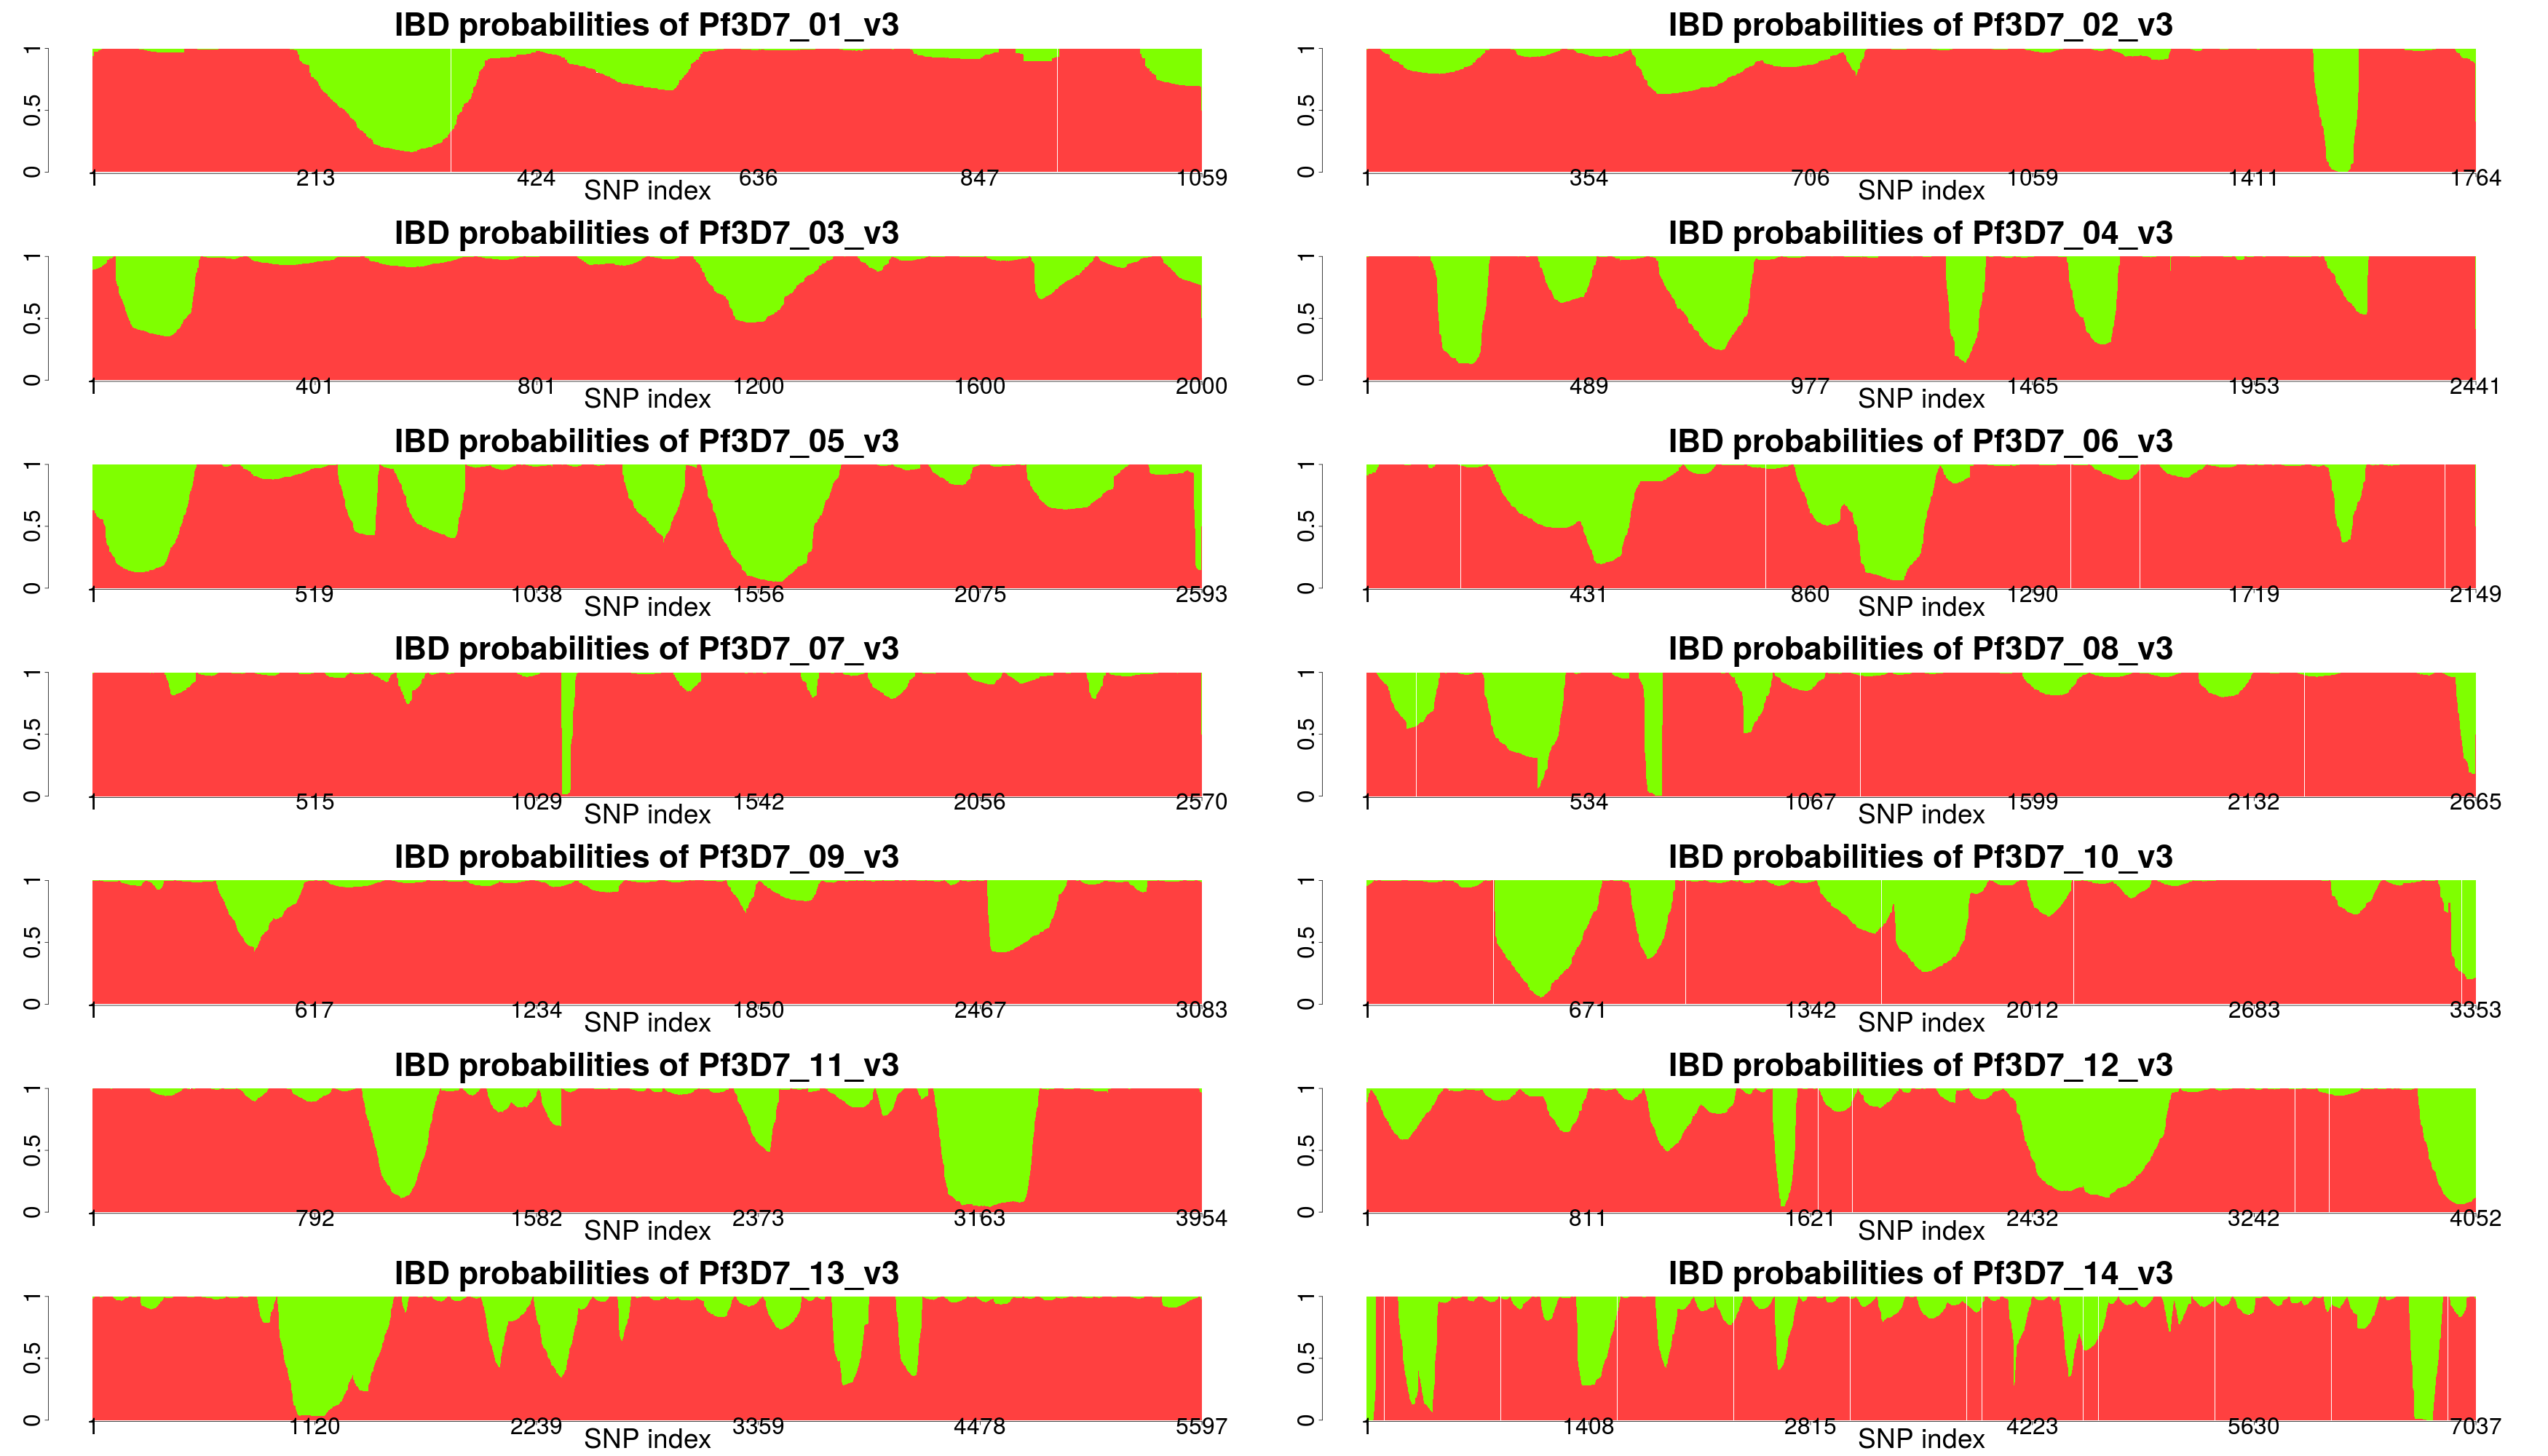 IBD probabilities of Pf3D7_01_v3
0 0.5 1
1 213 424 636 847 1059
SNP index
IBD probabilities of Pf3D7_02_v3
0 0.5 1
1 354 706 1059 1411 1764
SNP index
IBD probabilities of Pf3D7_03_v3
0 0.5 1
1 401 801 1200 1600 2000
SNP index
IBD probabilities of Pf3D7_04_v3
0 0.5 1
1 489 977 1465 1953 2441
SNP index
IBD probabilities of Pf3D7_05_v3
0 0.5 1
1 519 1038 1556 2075 2593
SNP index
IBD probabilities of Pf3D7_06_v3
0 0.5 1
1 431 860 1290 1719 2149
SNP index
IBD probabilities of Pf3D7_07_v3
0 0.5 1
1 515 1029 1542 2056 2570
SNP index
IBD probabilities of Pf3D7_08_v3
0 0.5 1
1 534 1067 1599 2132 2665
SNP index
IBD probabilities of Pf3D7_09_v3
0 0.5 1
1 617 1234 1850 2467 3083
SNP index
IBD probabilities of Pf3D7_10_v3
0 0.5 1
1 671 1342 2012 2683 3353
SNP index
IBD probabilities of Pf3D7_11_v3
0 0.5 1
1 792 1582 2373 3163 3954
SNP index
IBD probabilities of Pf3D7_12_v3
0 0.5 1
1 811 1621 2432 3242 4052
SNP index
IBD probabilities of Pf3D7_13_v3
0 0.5 1
1 1120 2239 3359 4478 5597
SNP index
IBD probabilities of Pf3D7_14_v3
0 0.5 1
1 1408 2815 4223 5630 7037
SNP index